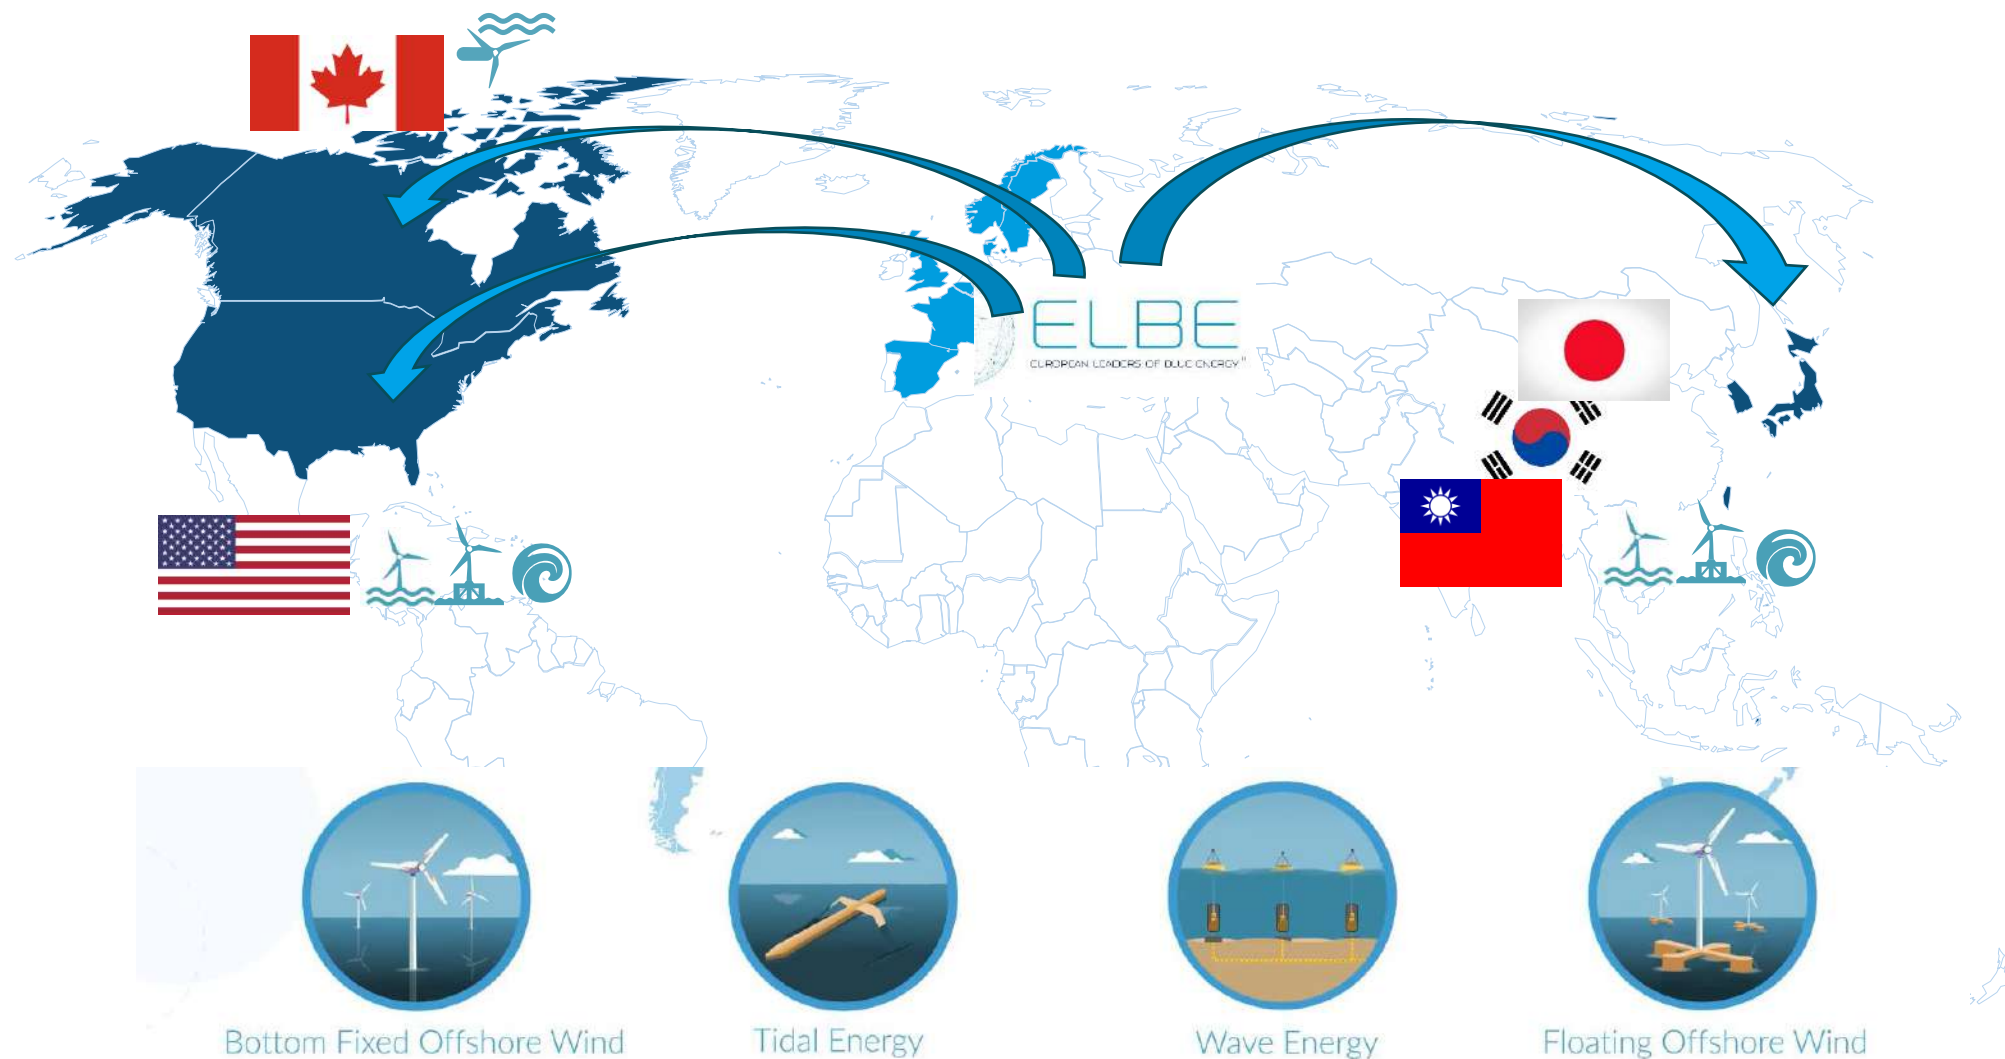 ELBE
EUROPEAN LEADERS OF BLUE ENERGY
Bottom Fixed Offshore Wind
Tidal Energy
Wave Energy
Floating Offshore Wind